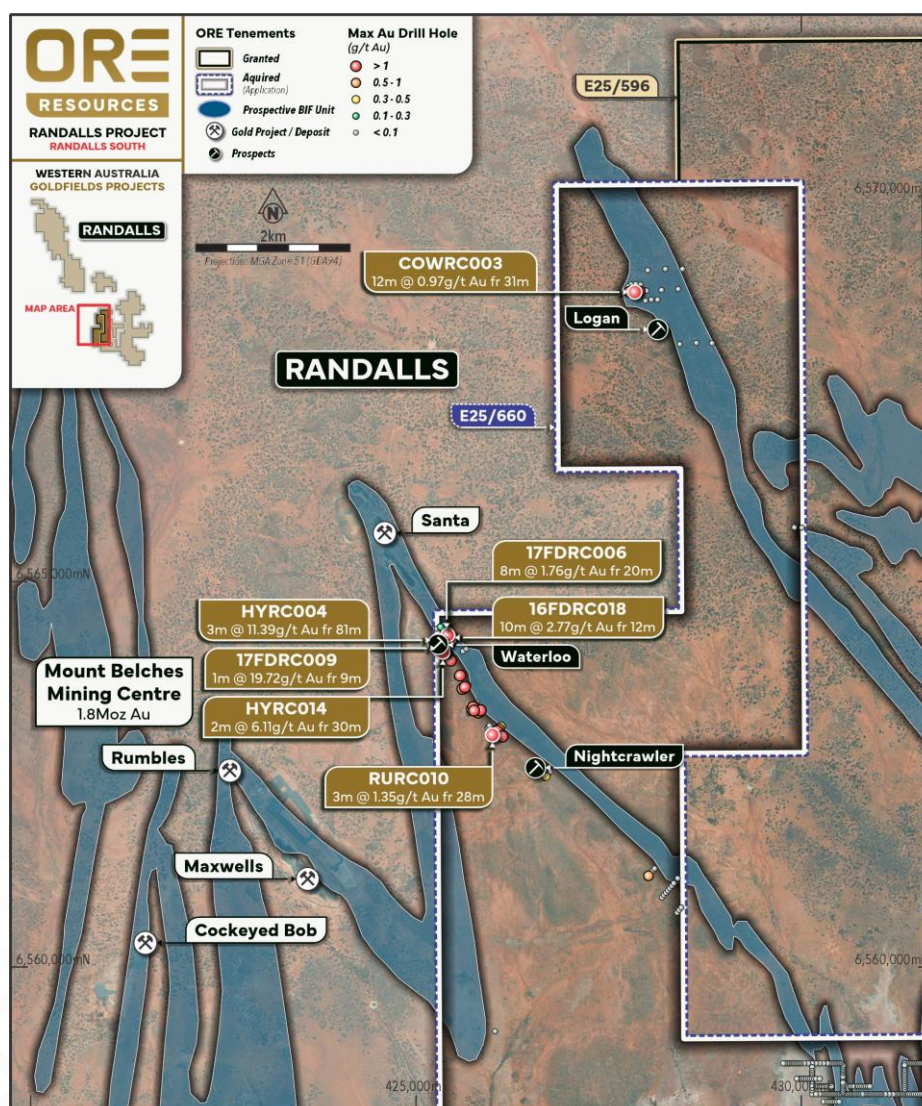 ORE
RESOURCES
RANDALLS PROJECT
RANDALLS SOUTH
WESTERN AUSTRALIA
GOLDFIELDS PROJECTS
RANDALLS
MAP AREA
ORE Tenements
Granted
Aquired
(Application)
Prospective BIF Unit
Gold Project / Deposit
Prospects
Max Au Drill Hole
(g/t Au)
> 1
0.5 - 1
0.3 - 0.5
0.1 - 0.3
< 0.1
N
2km
Projection: MGA Zone 51 (GDA94)
E25/596
6,570,000m
COWRC003
12m @ 0.97g/t Au fr 31m
Logan
RANDALLS
E25/660
Santa
17FDRC006
8m @ 1.76g/t Au fr 20m
6,565,000mN
HYRC004
3m @ 11.39g/t Au fr 81m
16FDRC018
10m @ 2.77g/t Au fr 12m
17FDRC009
1m @ 19.72g/t Au fr 9m
Waterloo
Mount Belches
Mining Centre
1.8Moz Au
HYRC014
2m @ 6.11g/t Au fr 30m
Rumbles
Nightcrawler
RURC010
3m @ 1.35g/t Au fr 28m
Maxwells
Cockeyed Bob
6,560,000mN
6,560,000m
425,000m
430,000m